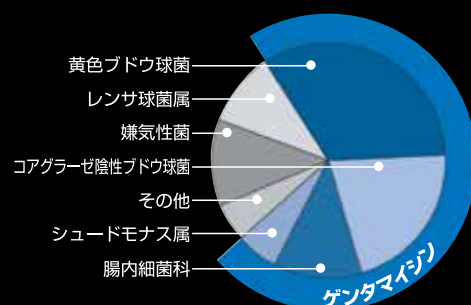 黄色ブドウ球菌
レンサ球菌属
嫌気性菌
コアグラーゼ陰性ブドウ球菌
その他
シュードモナス属
腸内細菌科
ゲンタマイシン